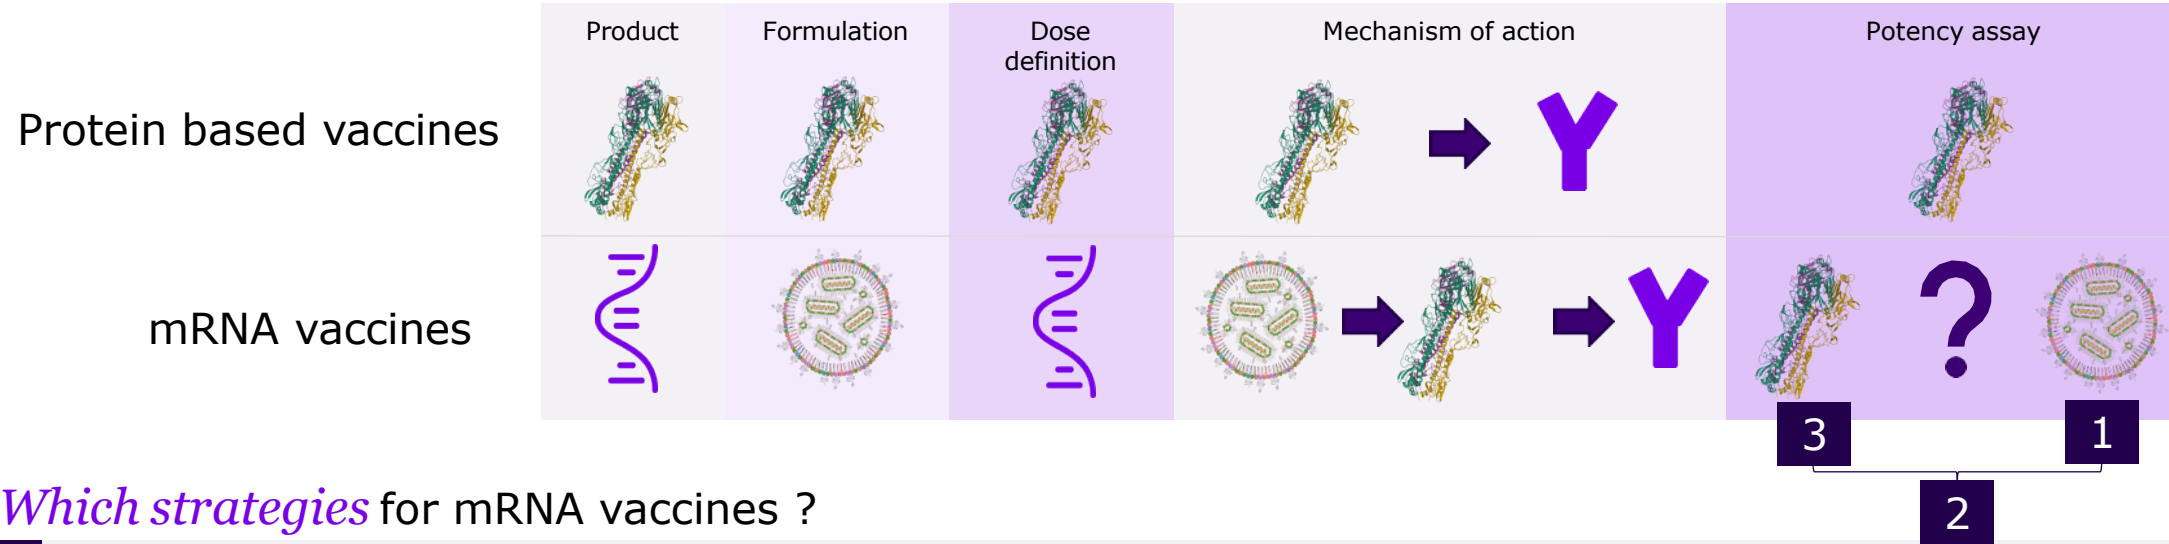 Product
Formulation
Dose
definition
Mechanism of action
Potency assay
Protein based vaccines
mRNA vaccines
?
3
1
2
Which strategies for mRNA vaccines ?